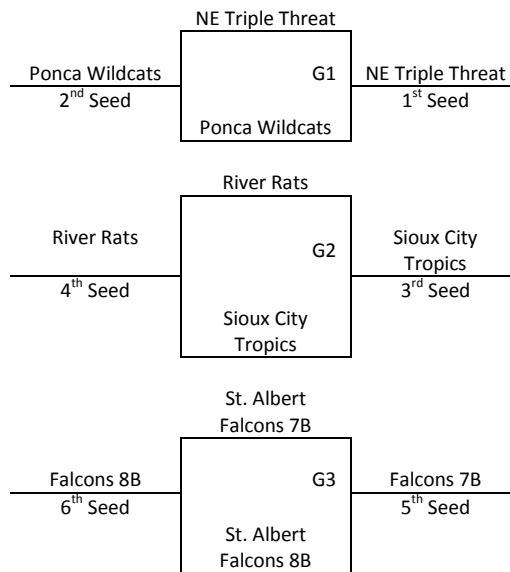 NE Triple Threat
Ponca Wildcats
G1
NE Triple Threat
2nd Seed
1st Seed
Ponca Wildcats
River Rats
River Rats
G2
Sioux City
Tropics
4th Seed
3rd Seed
Sioux City
Tropics
St. Albert
Falcons 7B
Falcons 8B
G3
Falcons 7B
6th Seed
5th Seed
St. Albert
Falcons 8B